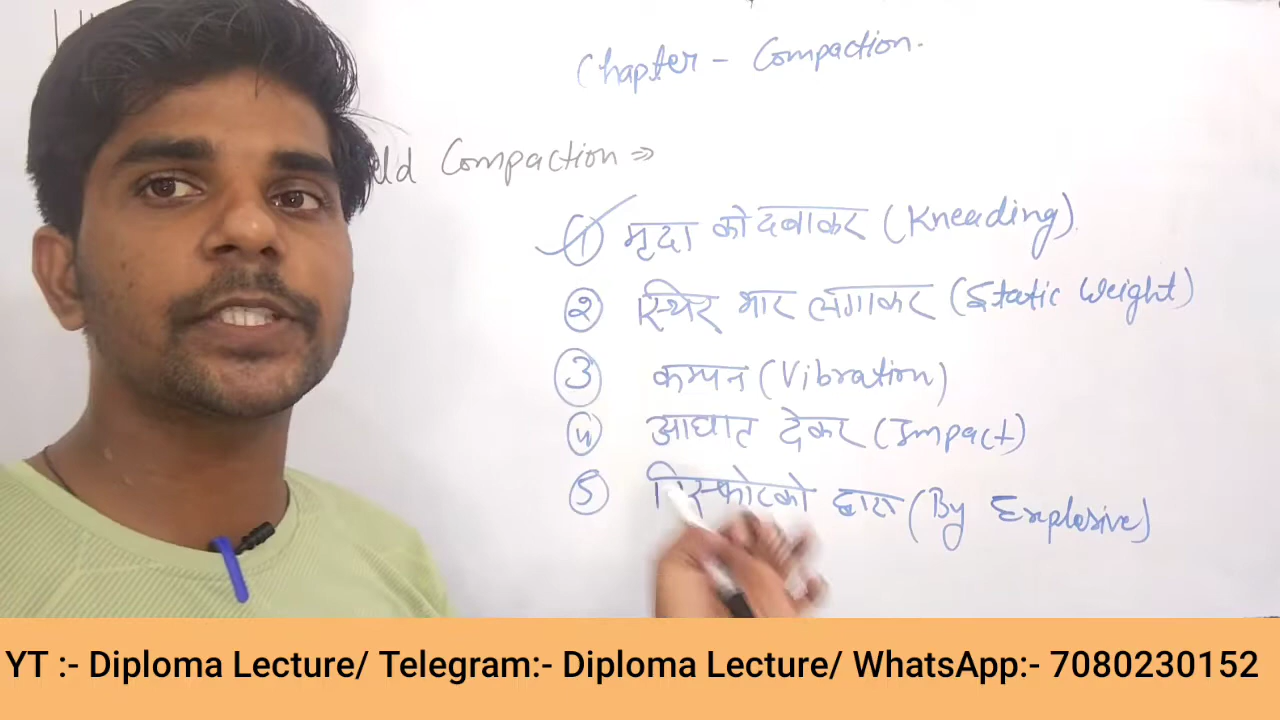 Chapter - Compaction.
eld Compaction ⇒
1 मृदा को दबाकर (Kneading)
2 स्थिर भार लगाकर (Static Weight)
3 कम्पन (Vibration)
4 आघात देकर (Impact)
5 विस्फोटको द्वारा (By Explosive)
YT :- Diploma Lecture/ Telegram:- Diploma Lecture/ WhatsApp:- 7080230152